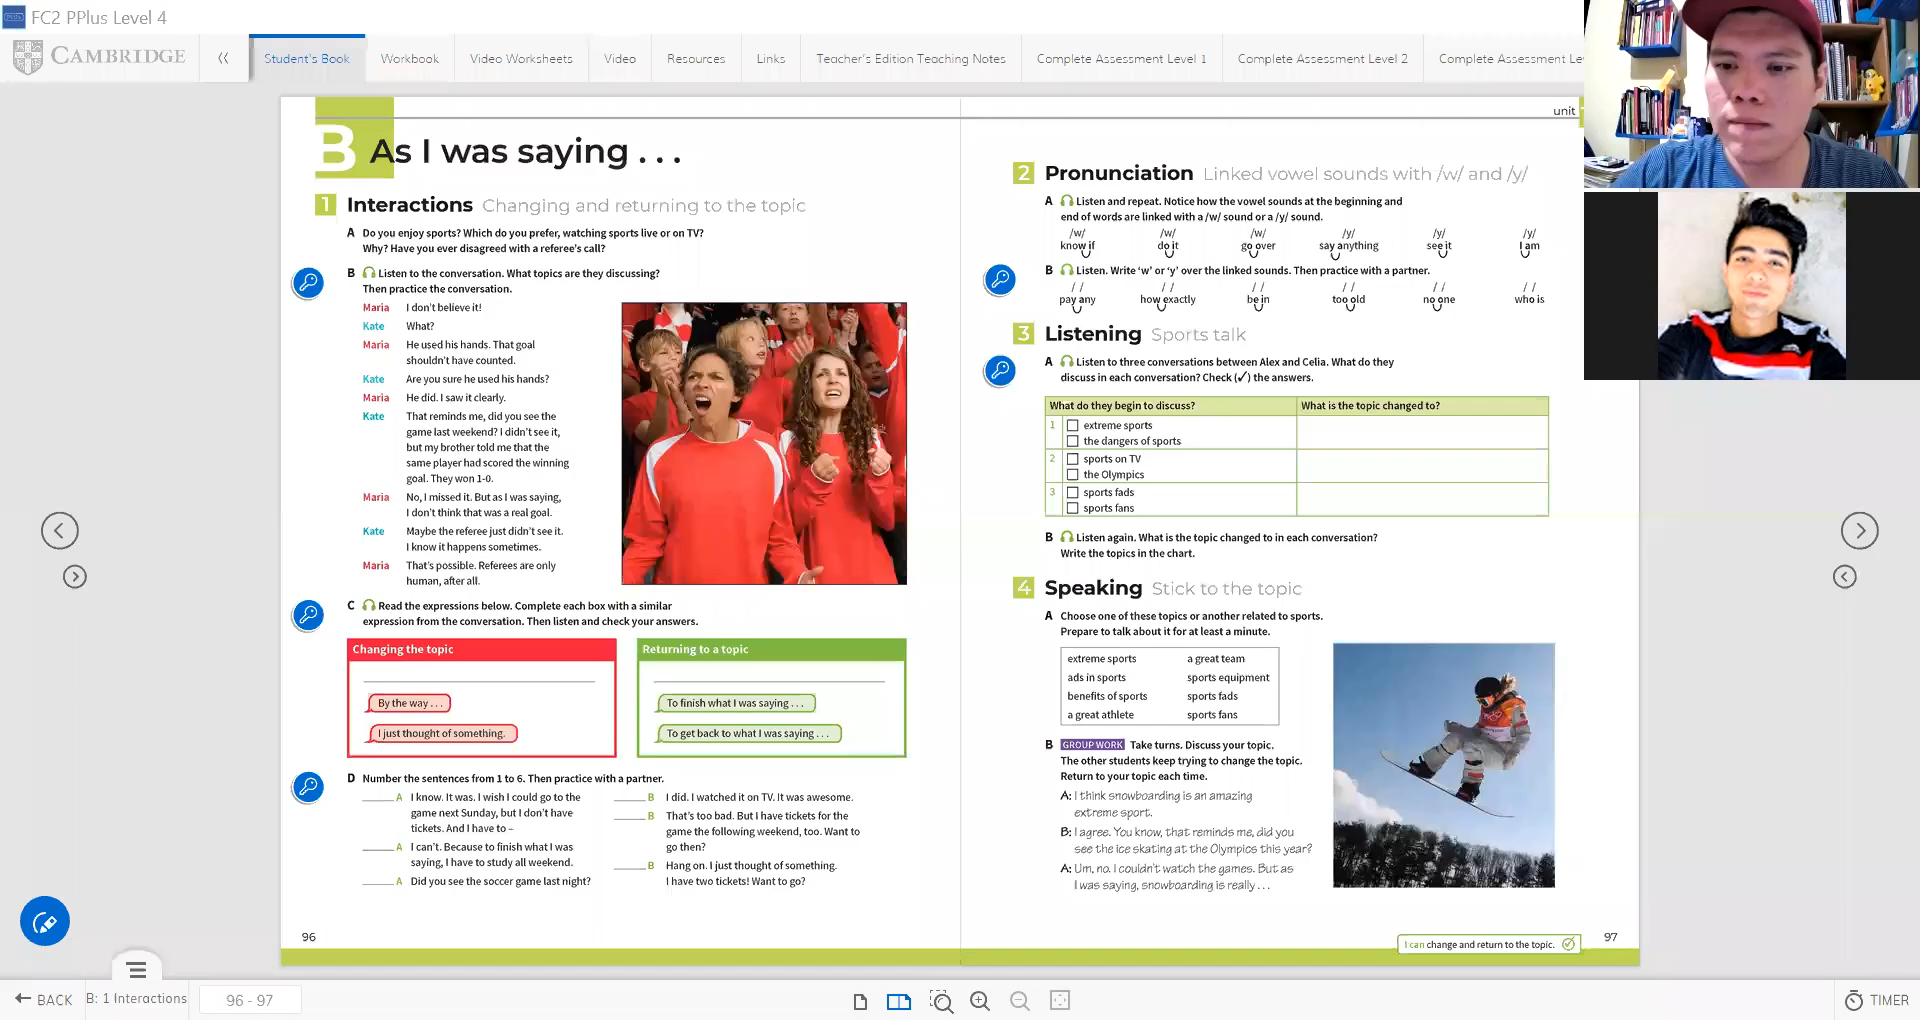 FC2 PPlus Level 4
CAMBRIDGE
Student's Book
Workbook
Video Worksheets
Video
Resources
Links
Teacher's Edition Teaching Notes
Complete Assessment Level 1
Complete Assessment Level 2
Complete Assessment Le
B As I was saying . . .
1 Interactions Changing and returning to the topic
A Do you enjoy sports? Which do you prefer, watching sports live or on TV?
Why? Have you ever disagreed with a referee's call?
B Listen to the conversation. What topics are they discussing?
Then practice the conversation.
Maria I don't believe it!
Kate What?
Maria He used his hands. That goal
shouldn't have counted.
Kate Are you sure he used his hands?
Maria He did. I saw it clearly.
Kate That reminds me, did you see the
game last weekend? I didn't see it,
but my brother told me that the
same player had scored the winning
goal. They won 1-0.
Maria No, I missed it. But as I was saying,
I don't think that was a real goal.
Kate Maybe the referee just didn't see it.
I know it happens sometimes.
Maria That's possible. Referees are only
human, after all.
C Read the expressions below. Complete each box with a similar
expression from the conversation. Then listen and check your answers.
Changing the topic
By the way . . .
I just thought of something.
Returning to a topic
To finish what I was saying . . .
To get back to what I was saying . . .
D Number the sentences from 1 to 6. Then practice with a partner.
A I know. It was. I wish I could go to the
game next Sunday, but I don't have
tickets. And I have to –
A I can't. Because to finish what I was
saying, I have to study all weekend.
A Did you see the soccer game last night?
B I did. I watched it on TV. It was awesome.
B That's too bad. But I have tickets for the
game the following weekend, too. Want to
go then?
B Hang on. I just thought of something.
I have two tickets! Want to go?
96
unit
2 Pronunciation Linked vowel sounds with /w/ and /y/
A Listen and repeat. Notice how the vowel sounds at the beginning and
end of words are linked with a /w/ sound or a /y/ sound.
/w/ /w/ /w/ /y/ /y/ /y/
know if do it go over say anything see it I am
B Listen. Write 'w' or 'y' over the linked sounds. Then practice with a partner.
/ / / / / / / / / / / /
pay any how exactly be in too old no one who is
3 Listening Sports talk
A Listen to three conversations between Alex and Celia. What do they
discuss in each conversation? Check (✓) the answers.
What do they begin to discuss? What is the topic changed to?
1 extreme sports
the dangers of sports
2 sports on TV
the Olympics
3 sports fads
sports fans
B Listen again. What is the topic changed to in each conversation?
Write the topics in the chart.
4 Speaking Stick to the topic
A Choose one of these topics or another related to sports.
Prepare to talk about it for at least a minute.
extreme sports a great team
ads in sports sports equipment
benefits of sports sports fads
a great athlete sports fans
B GROUP WORK Take turns. Discuss your topic.
The other students keep trying to change the topic.
Return to your topic each time.
A: I think snowboarding is an amazing
extreme sport.
B: I agree. You know, that reminds me, did you
see the ice skating at the Olympics this year?
A: Um, no. I couldn't watch the games. But as
I was saying, snowboarding is really . . .
I can change and return to the topic.
97
BACK
B: 1 Interactions
96 - 97
TIMER